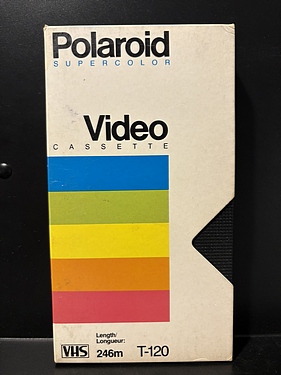 Polaroid
SUPERCOLOR
Video
CASSETTE
Length/
Longueur:
VHS 246m T-120